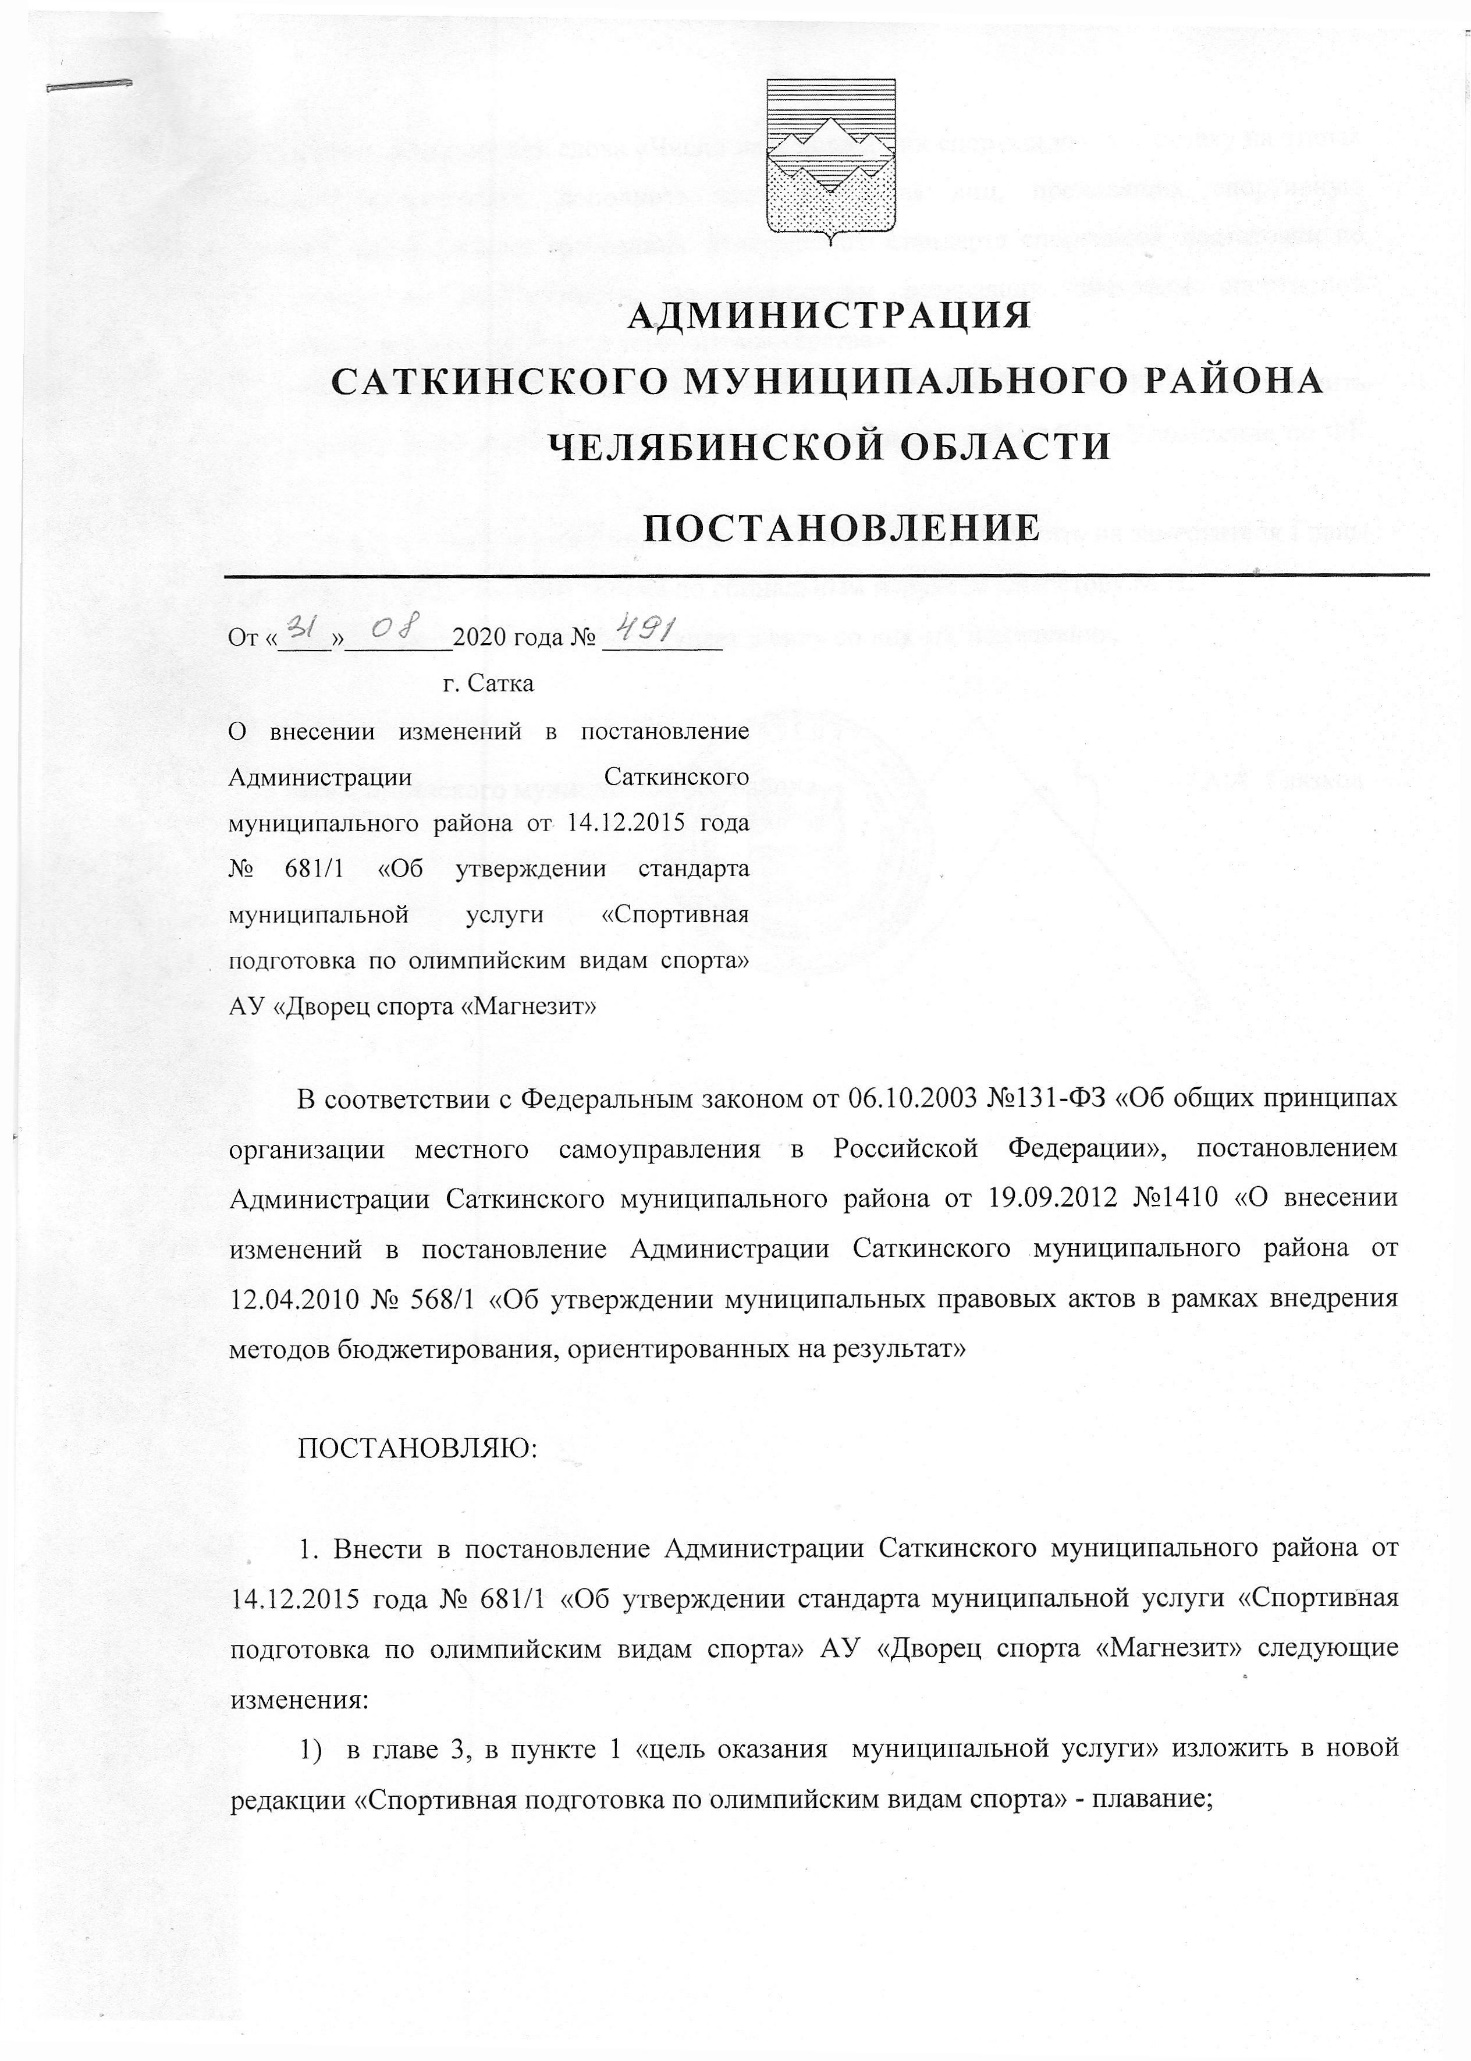 АДМИНИСТРАЦИЯ
САТКИНСКОГО МУНИЦИПАЛЬНОГО РАЙОНА
ЧЕЛЯБИНСКОЙ ОБЛАСТИ
ПОСТАНОВЛЕНИЕ
От «31» 08 2020 года № 491
г. Сатка
О внесении изменений в постановление
Администрации Саткинского
муниципального района от 14.12.2015 года
№ 681/1 «Об утверждении стандарта
муниципальной услуги «Спортивная
подготовка по олимпийским видам спорта»
АУ «Дворец спорта «Магнезит»
В соответствии с Федеральным законом от 06.10.2003 №131-ФЗ «Об общих принципах
организации местного самоуправления в Российской Федерации», постановлением
Администрации Саткинского муниципального района от 19.09.2012 №1410 «О внесении
изменений в постановление Администрации Саткинского муниципального района от
12.04.2010 № 568/1 «Об утверждении муниципальных правовых актов в рамках внедрения
методов бюджетирования, ориентированных на результат»
ПОСТАНОВЛЯЮ:
1. Внести в постановление Администрации Саткинского муниципального района от
14.12.2015 года № 681/1 «Об утверждении стандарта муниципальной услуги «Спортивная
подготовка по олимпийским видам спорта» АУ «Дворец спорта «Магнезит» следующие
изменения:
1) в главе 3, в пункте 1 «цель оказания муниципальной услуги» изложить в новой
редакции «Спортивная подготовка по олимпийским видам спорта» - плавание;